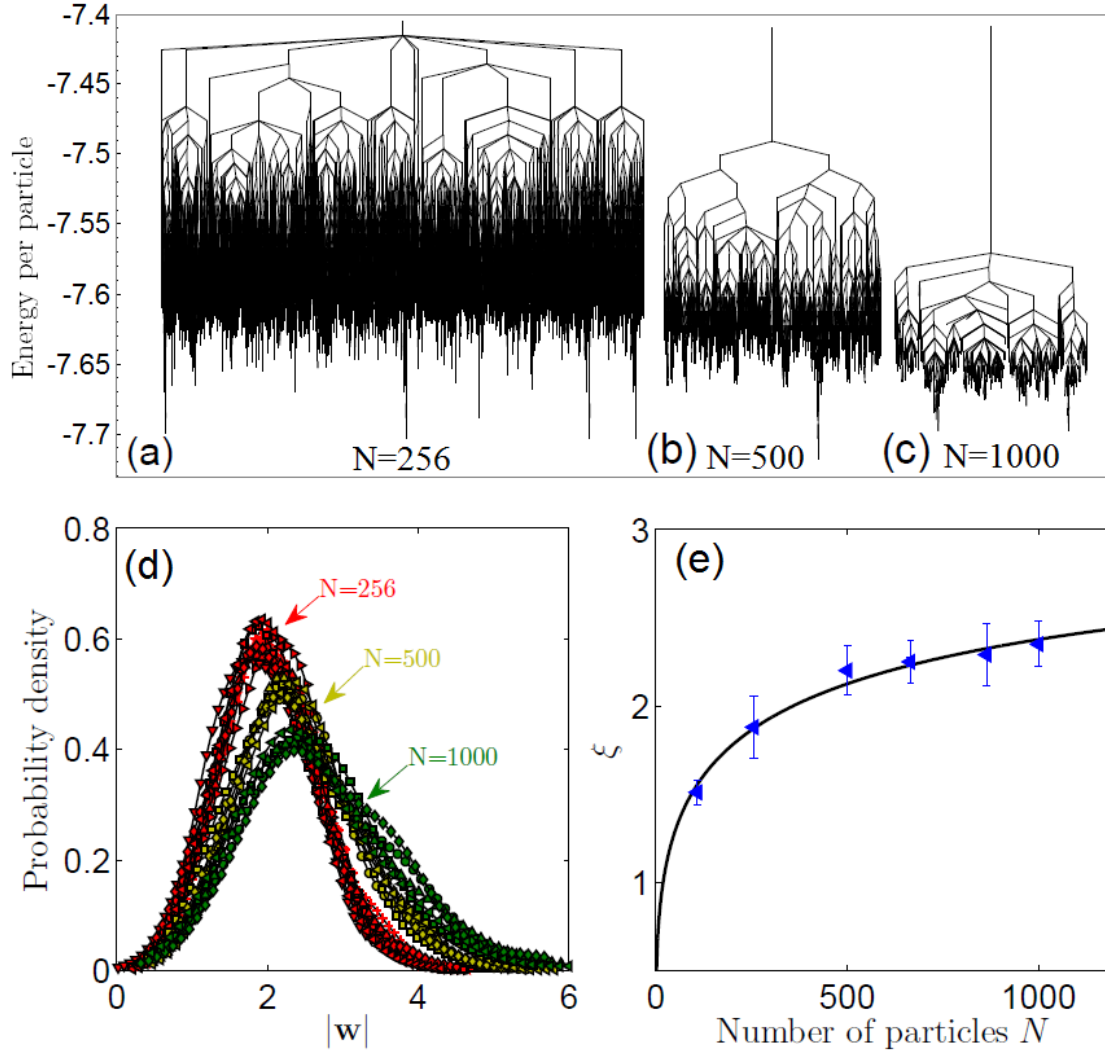 -7.4
-7.45
-7.5
-7.55
-7.6
-7.65
-7.7
Energy per particle
(a)
N=256
(b)
N=500
(c)
N=1000
(d)
0.8
0.6
0.4
0.2
0
Probability density
N=256
N=500
N=1000
0 2 4 6
|w|
(e)
3
2
1
ξ
0 500 1000
Number of particles N